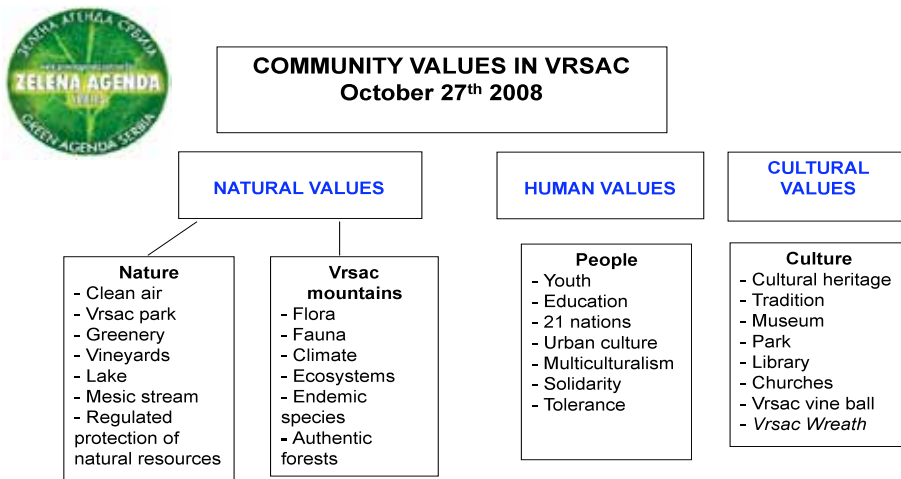 ЗЕЛЕНА АГЕНДА СРБИЈА
ZELENA AGENDA
GREEN AGENDA SERBIA
COMMUNITY VALUES IN VRSAC
October 27th 2008
NATURAL VALUES
HUMAN VALUES
CULTURAL
VALUES
Nature
- Clean air
- Vrsac park
- Greenery
- Vineyards
- Lake
- Mesic stream
- Regulated
protection of
natural resources
Vrsac
mountains
- Flora
- Fauna
- Climate
- Ecosystems
- Endemic
species
- Authentic
forests
People
- Youth
- Education
- 21 nations
- Urban culture
- Multiculturalism
- Solidarity
- Tolerance
Culture
- Cultural heritage
- Tradition
- Museum
- Park
- Library
- Churches
- Vrsac vine ball
- Vrsac Wreath